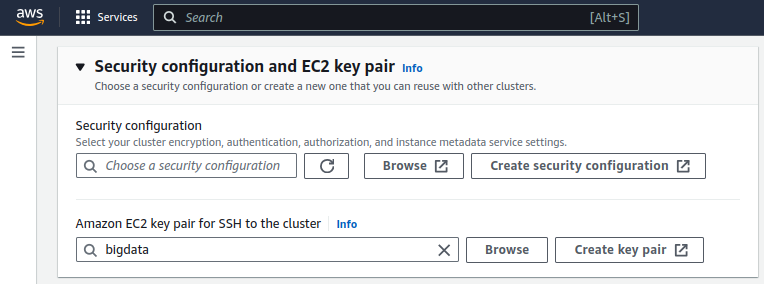 aws
Services
Search
[Alt+S]
Security configuration and EC2 key pair Info
Choose a security configuration or create a new one that you can reuse with other clusters.
Security configuration
Select your cluster encryption, authentication, authorization, and instance metadata service settings.
Choose a security configuration
Browse
Create security configuration
Amazon EC2 key pair for SSH to the cluster Info
bigdata
Browse
Create key pair